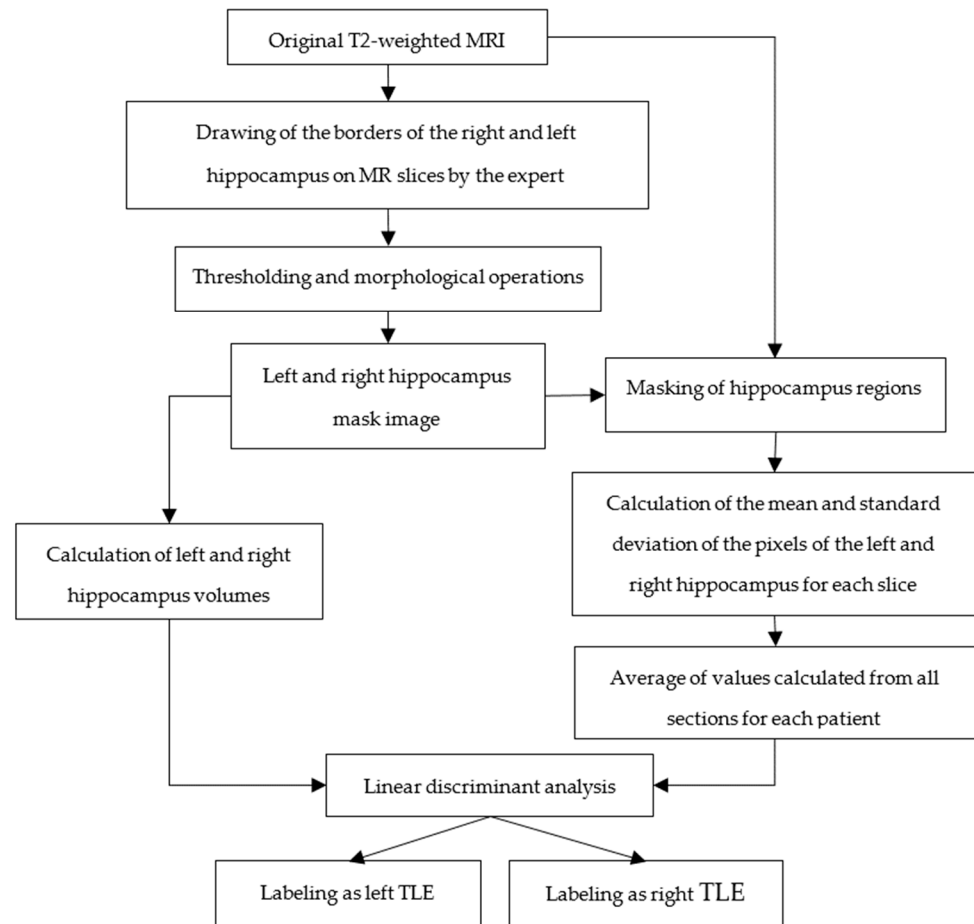 Original T2-weighted MRI
Drawing of the borders of the right and left
hippocampus on MR slices by the expert
Thresholding and morphological operations
Left and right hippocampus
mask image
Masking of hippocampus regions
Calculation of left and right
hippocampus volumes
Calculation of the mean and standard
deviation of the pixels of the left and
right hippocampus for each slice
Average of values calculated from all
sections for each patient
Linear discriminant analysis
Labeling as left TLE
Labeling as right TLE